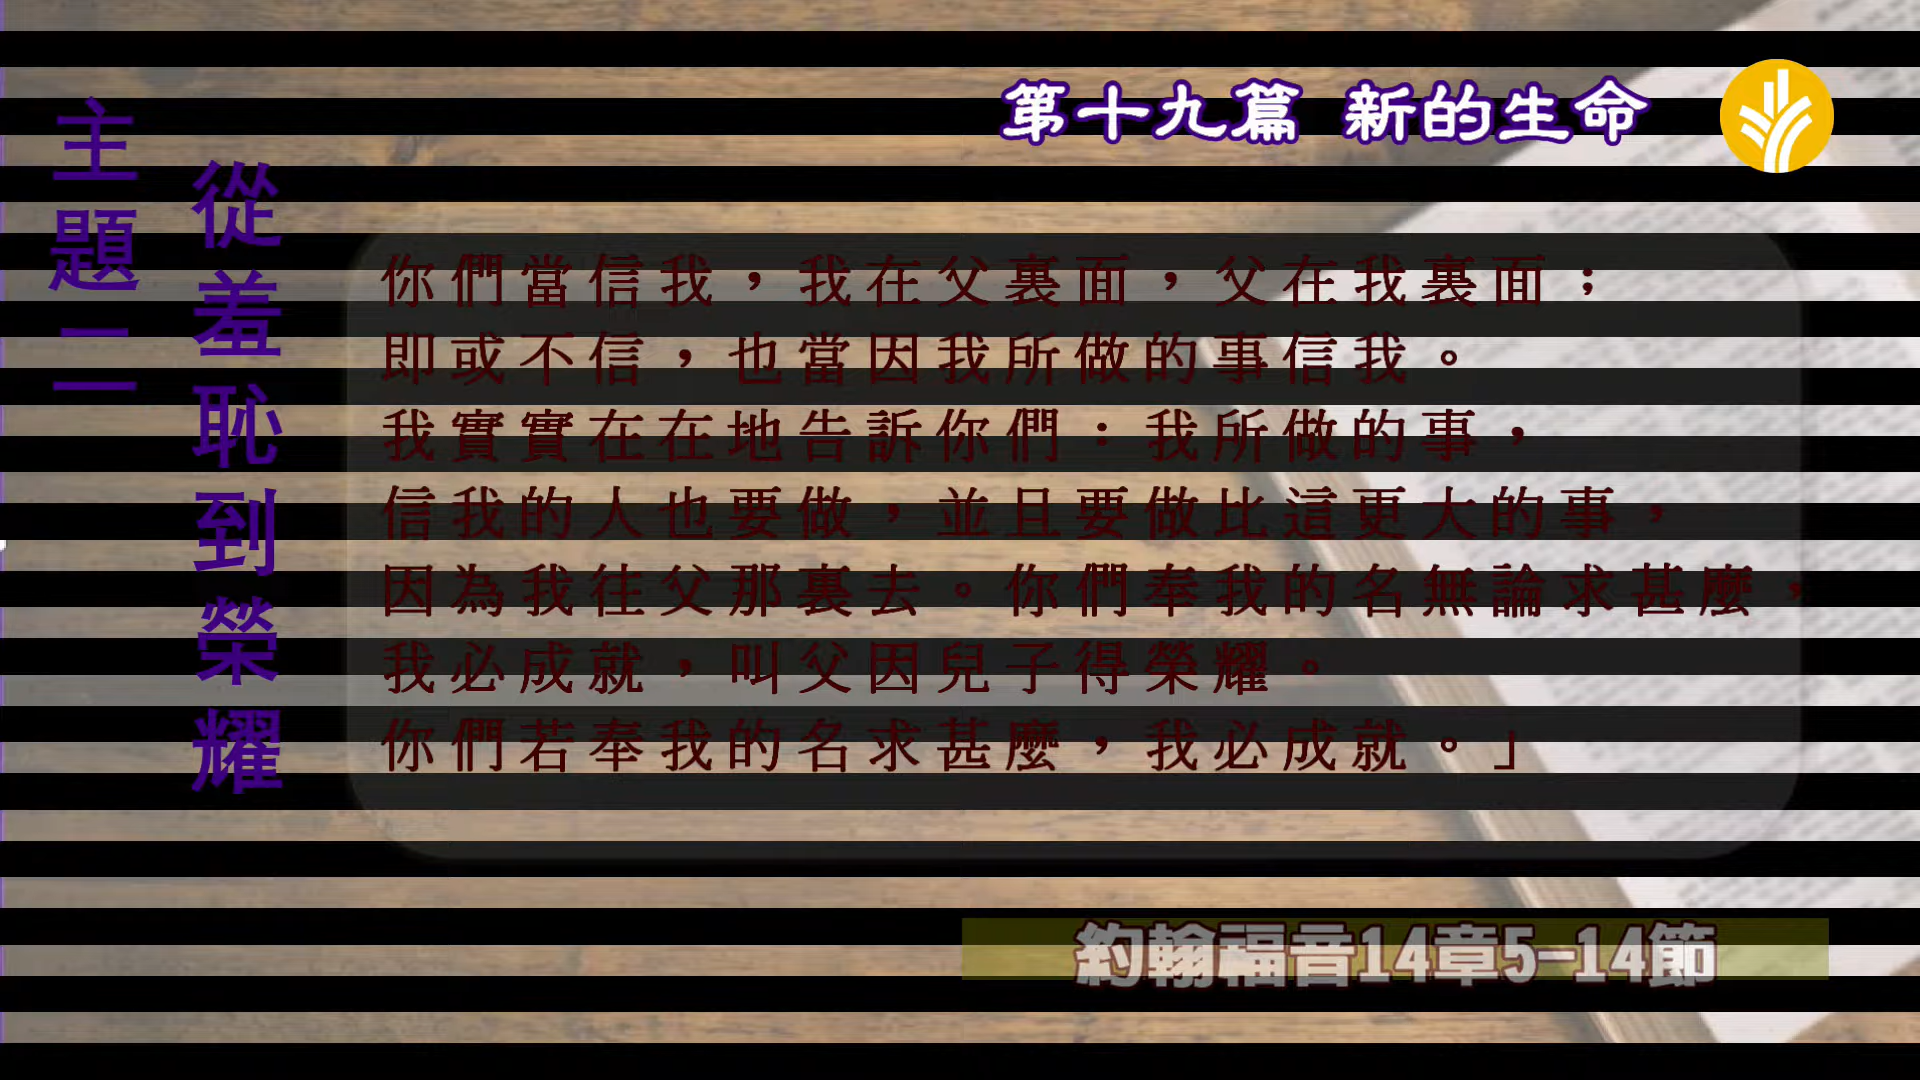 第十九篇 新的生命
主題二
從羞恥到榮耀
你們當信我，我在父裏面，父在我裏面；
即或不信，也當因我所做的事信我。
我實實在在地告訴你們：我所做的事，
信我的人也要做，並且要做比這更大的事，
因為我往父那裏去。你們奉我的名無論求甚麼，
我必成就，叫父因兒子得榮耀。
你們若奉我的名求甚麼，我必成就。」
約翰福音14章5-14節